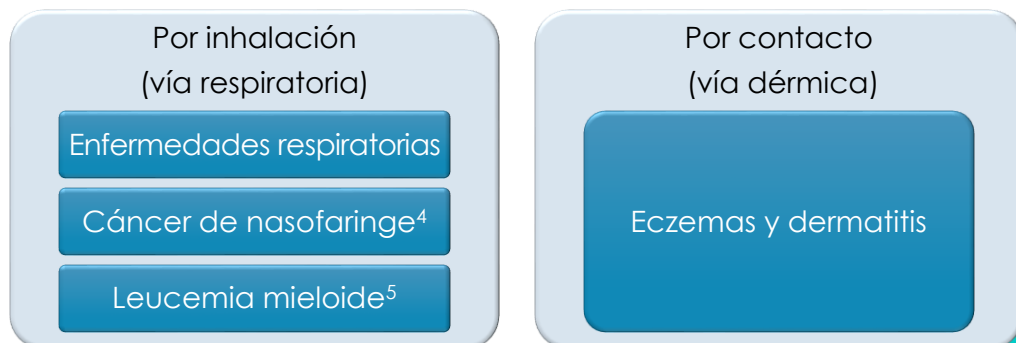 Por inhalación
(vía respiratoria)
Enfermedades respiratorias
Cáncer de nasofaringe⁴
Leucemia mieloide⁵
Por contacto
(vía dérmica)
Eczemas y dermatitis